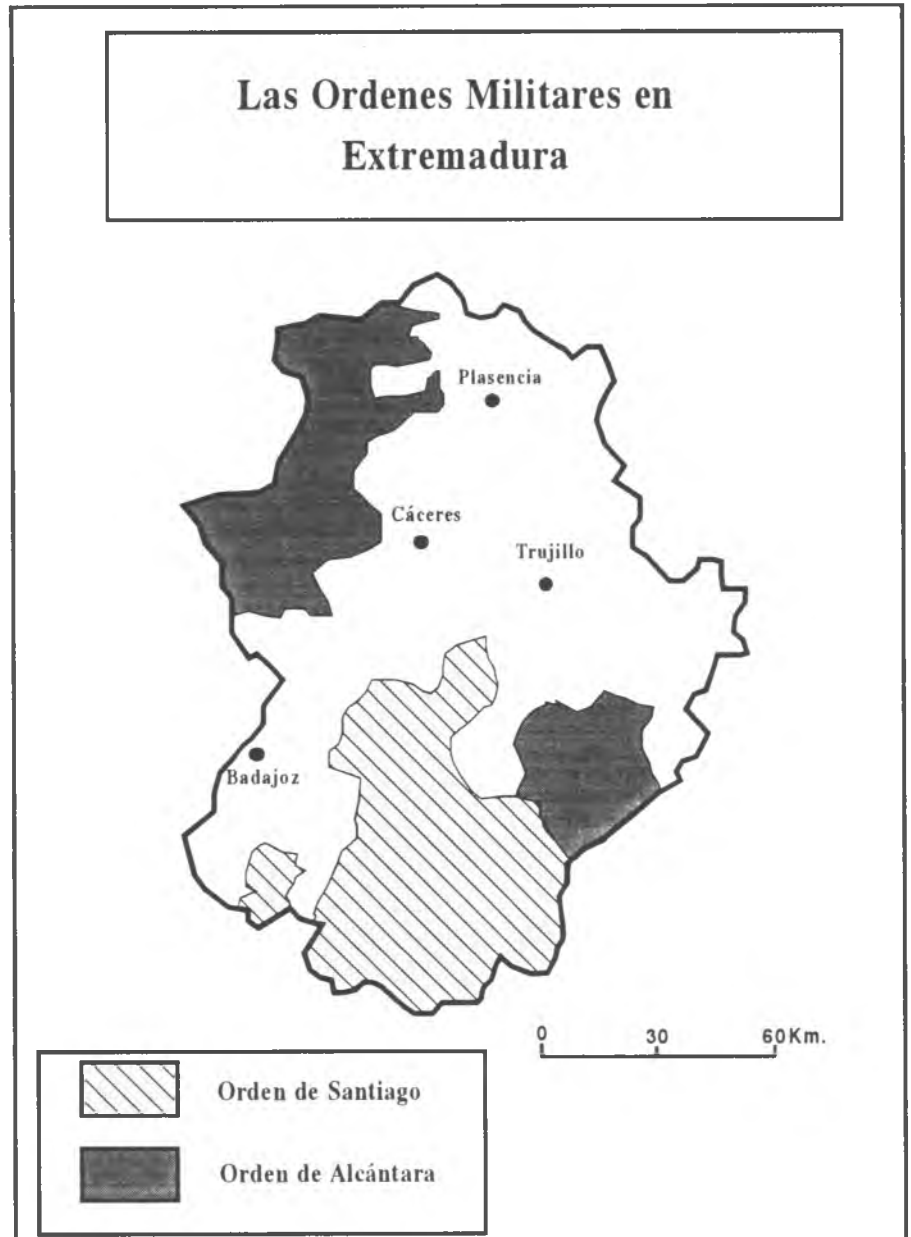 Las Ordenes Militares en
Extremadura
Plasencia
Cáceres
Trujillo
Badajoz
0 30 60Km.
Orden de Santiago
Orden de Alcántara